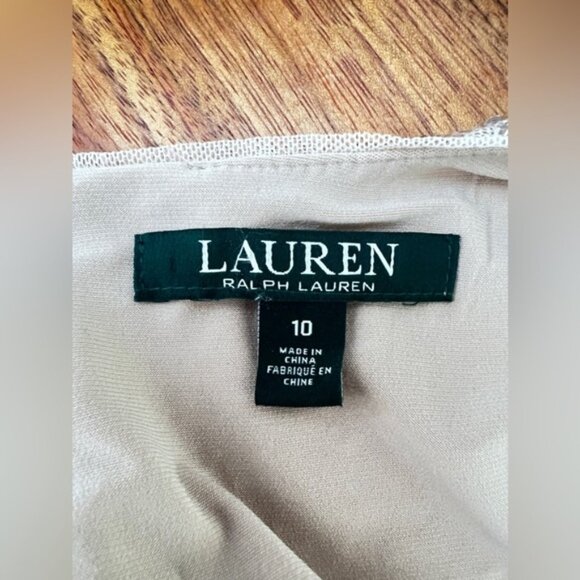 LAUREN
RALPH LAUREN
10
MADE IN
CHINA
FABRIQUÉ EN
CHINE